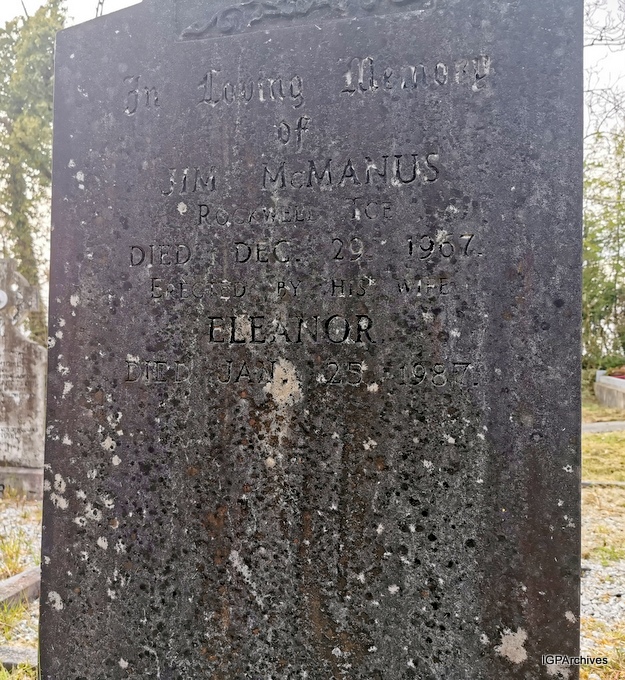 In Loving Memory
of
JIM McMANUS
ROCKWELL TCE
DIED DEC. 29. 1967.
ERECTED BY HIS WIFE
ELEANOR
DIED JAN. 25. 1987.
IGPArchives